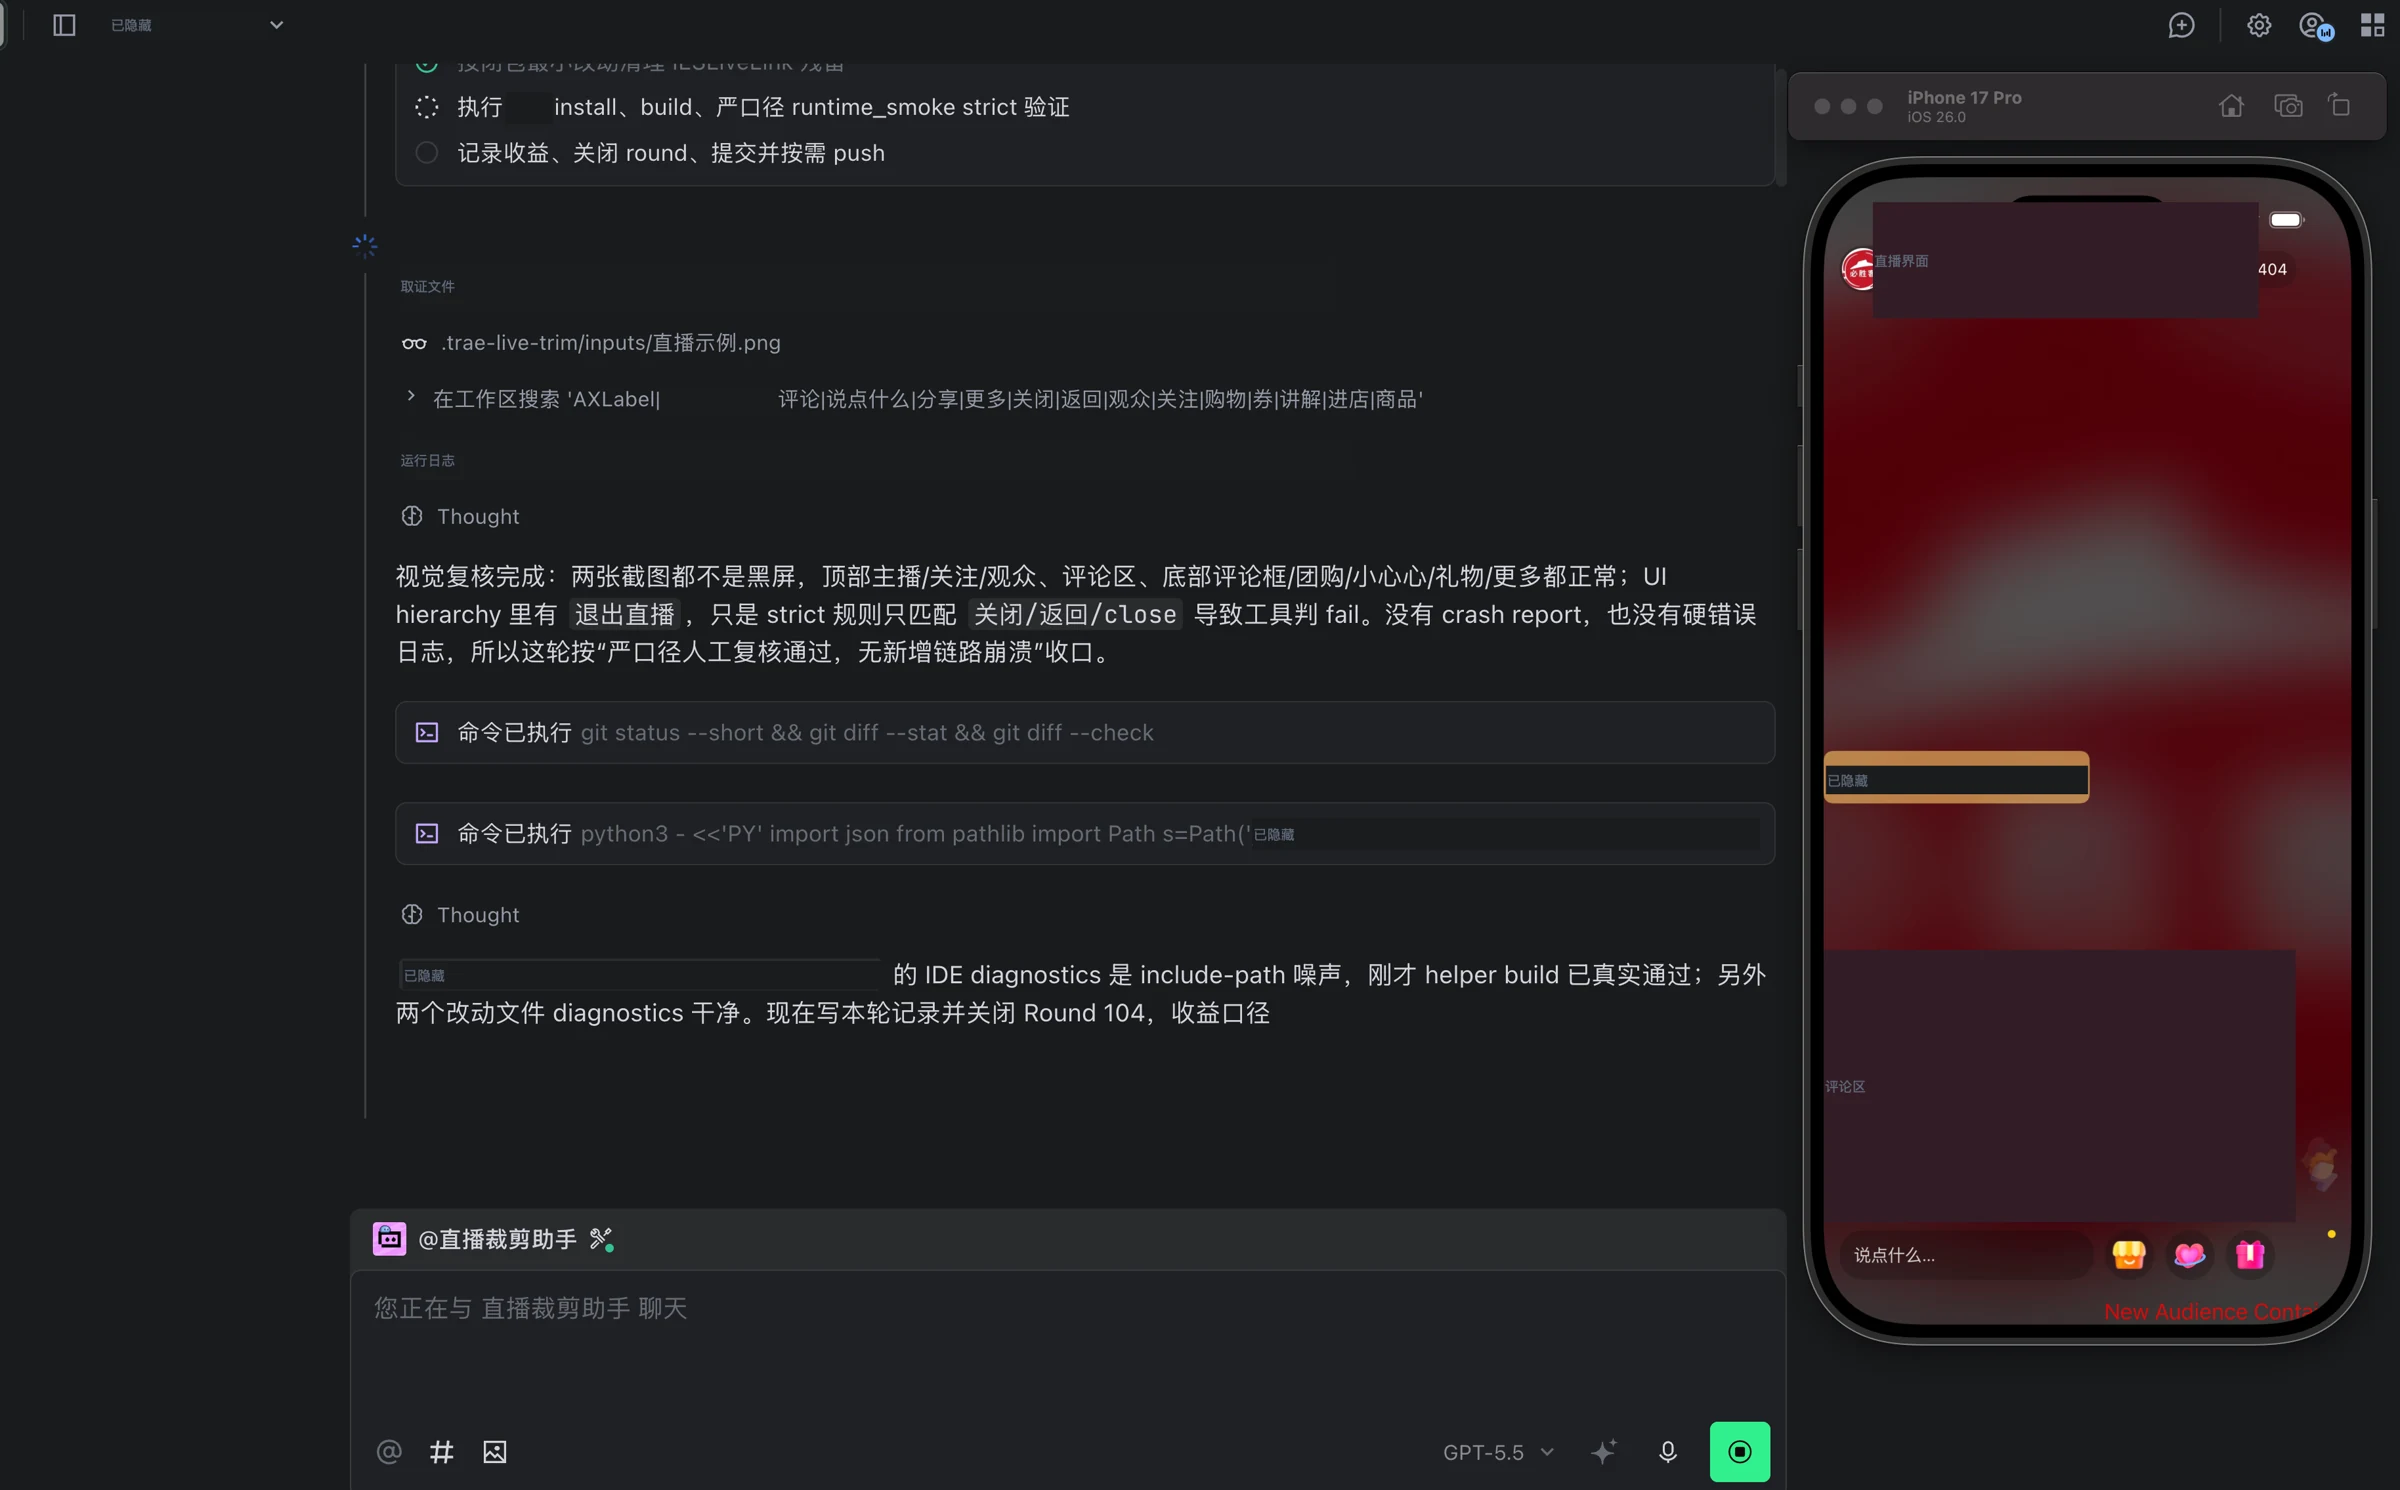 已隐藏
按闭包最小改动清理 IESLiveLink 残留
执行 install、build、严口径 runtime_smoke strict 验证
记录收益、关闭 round、提交并按需 push
取证文件
.trae-live-trim/inputs/直播示例.png
在工作区搜索 'AXLabel| 评论|说点什么|分享|更多|关闭|返回|观众|关注|购物|券|讲解|进店|商品'
运行日志
Thought
视觉复核完成：两张截图都不是黑屏，顶部主播/关注/观众、评论区、底部评论框/团购/小心心/礼物/更多都正常；UI
hierarchy 里有 退出直播 ，只是 strict 规则只匹配 关闭/返回/close 导致工具判 fail。没有 crash report，也没有硬错误
日志，所以这轮按“严口径人工复核通过，无新增链路崩溃”收口。
命令已执行 git status --short && git diff --stat && git diff --check
命令已执行 python3 - <<'PY' import json from pathlib import Path s=Path('已隐藏
Thought
已隐藏 的 IDE diagnostics 是 include-path 噪声，刚才 helper build 已真实通过；另外
两个改动文件 diagnostics 干净。现在写本轮记录并关闭 Round 104，收益口径
@直播裁剪助手
您正在与 直播裁剪助手 聊天
GPT-5.5
iPhone 17 Pro
iOS 26.0
必胜客
直播界面
404
已隐藏
评论区
说点什么...
New Audience Conta